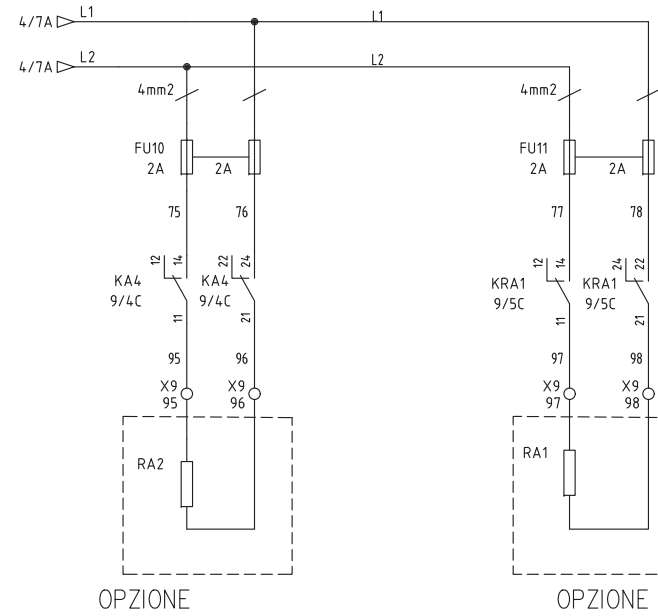 4/7A L1 L1
4/7A L2 L2
4mm2 4mm2
FU10 FU11
2A 2A 2A 2A
75 76 77 78
12 14 22 24 12 14 24 22
KA4 KA4 KRA1 KRA1
9/4C 9/4C 9/5C 9/5C
11 21 11 21
95 96 97 98
X9 X9 X9 X9
95 96 97 98
RA2 RA1
OPZIONE OPZIONE